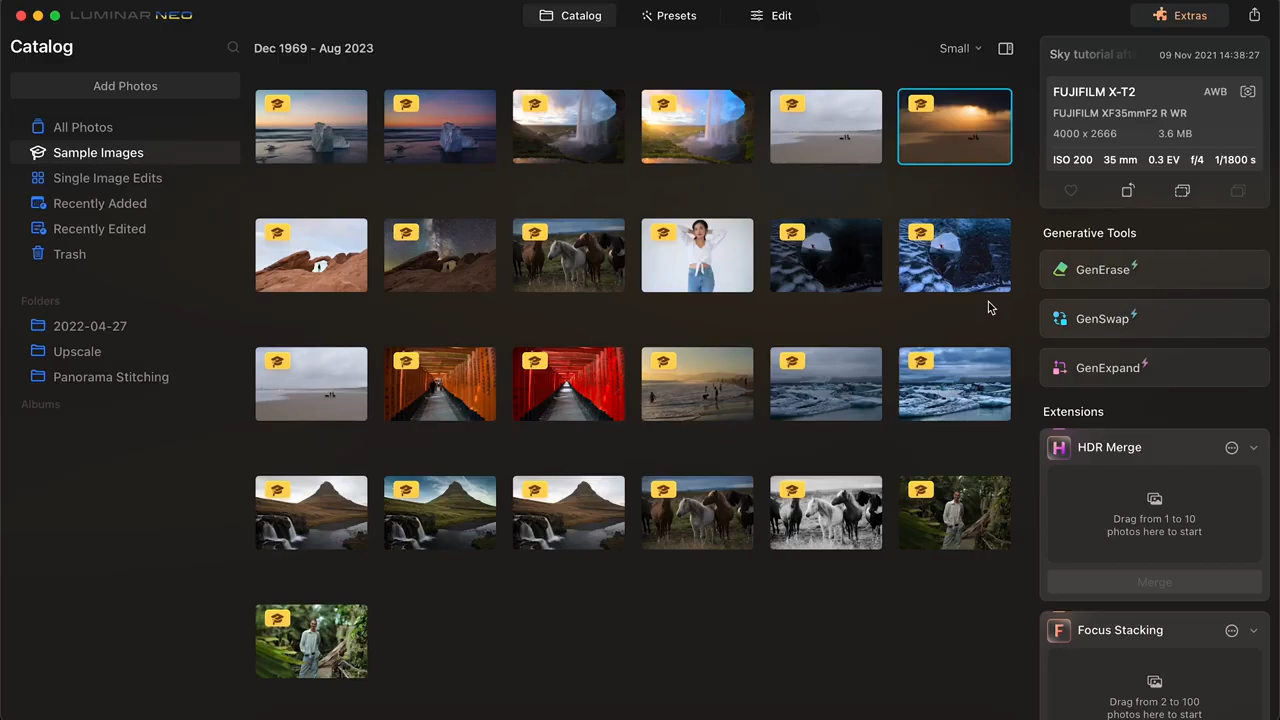 LUMINAR NEO
Catalog
Presets
Edit
Extras
Catalog
Dec 1969 - Aug 2023
Small
Add Photos
All Photos
Sample Images
Single Image Edits
Recently Added
Recently Edited
Trash
Folders
2022-04-27
Upscale
Panorama Stitching
Albums
Sky tutorial aft
09 Nov 2021 14:38:27
FUJIFILM X-T2
AWB
FUJIFILM XF35mmF2 R WR
4000 x 2666
3.6 MB
ISO 200
35 mm
0.3 EV
f/4
1/1800 s
Generative Tools
GenErase
GenSwap
GenExpand
Extensions
H
HDR Merge
Drag from 1 to 10
photos here to start
Merge
F
Focus Stacking
Drag from 2 to 100
photos here to start